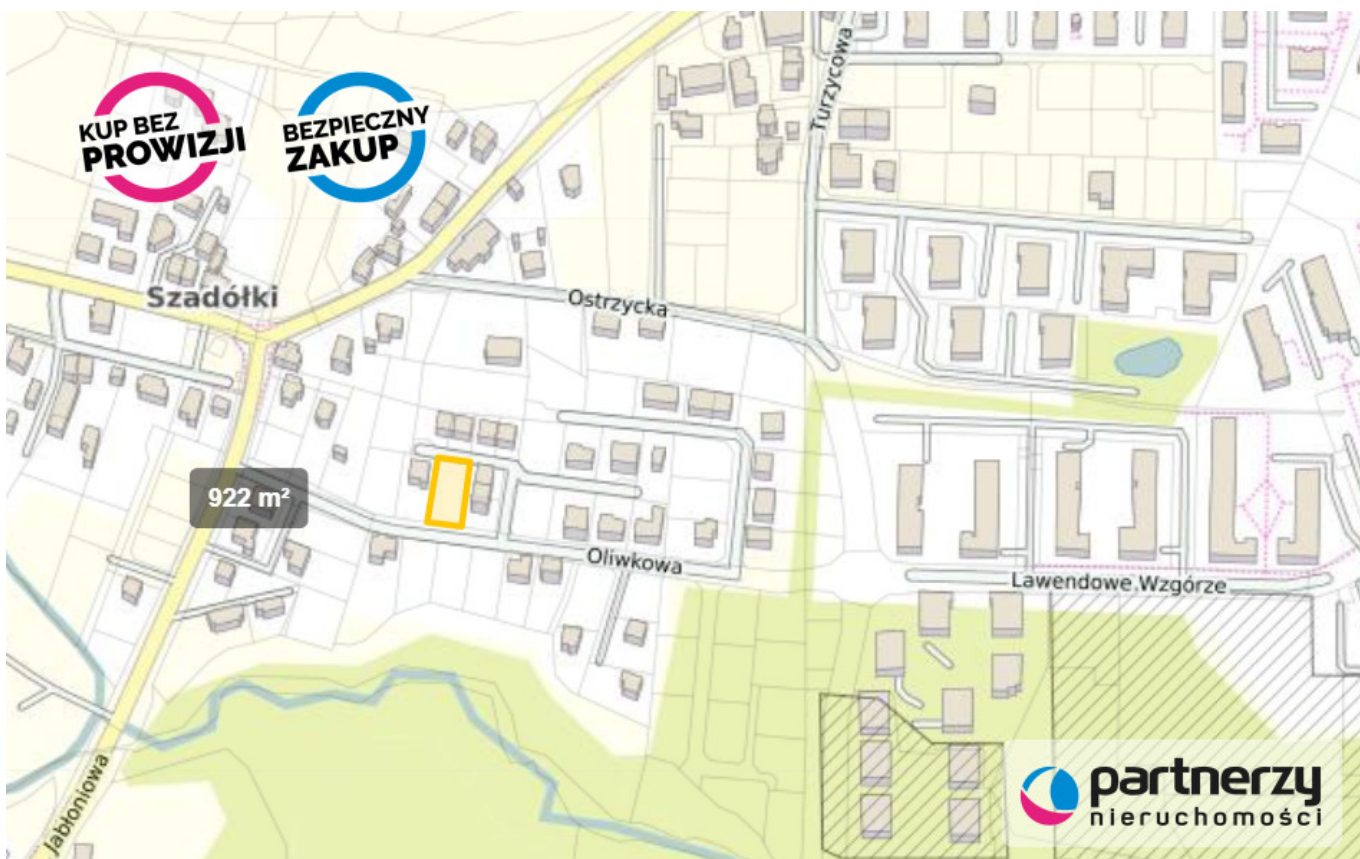 KUP BEZ
PROWIZJI
BEZPIECZNY
ZAKUP
Turzycowa
Szadółki
Ostrzycka
922 m²
Oliwkowa
Lawendowe Wzgórze
Jabłoniowa
partnerzy
nieruchomości